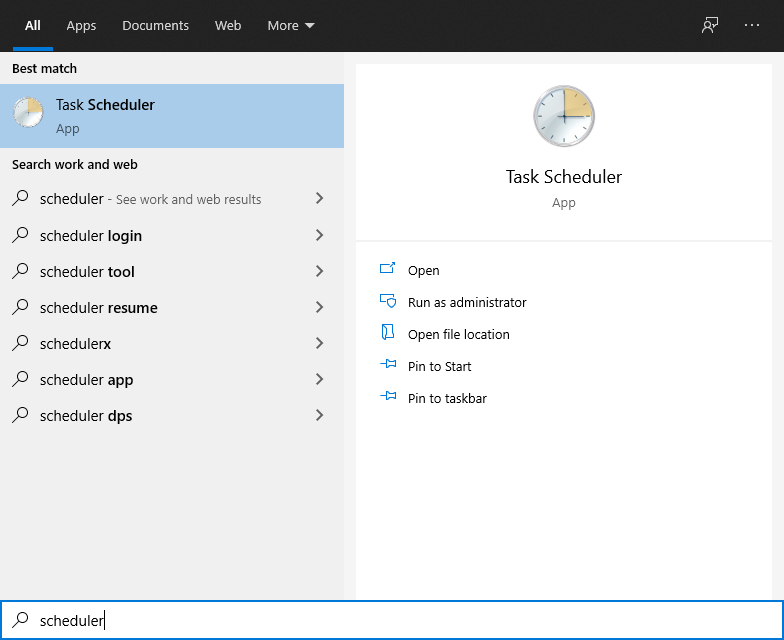 All Apps Documents Web More
Best match
Task Scheduler
App
Search work and web
scheduler - See work and web results
scheduler login
scheduler tool
scheduler resume
schedulerx
scheduler app
scheduler dps
Task Scheduler
App
Open
Run as administrator
Open file location
Pin to Start
Pin to taskbar
scheduler